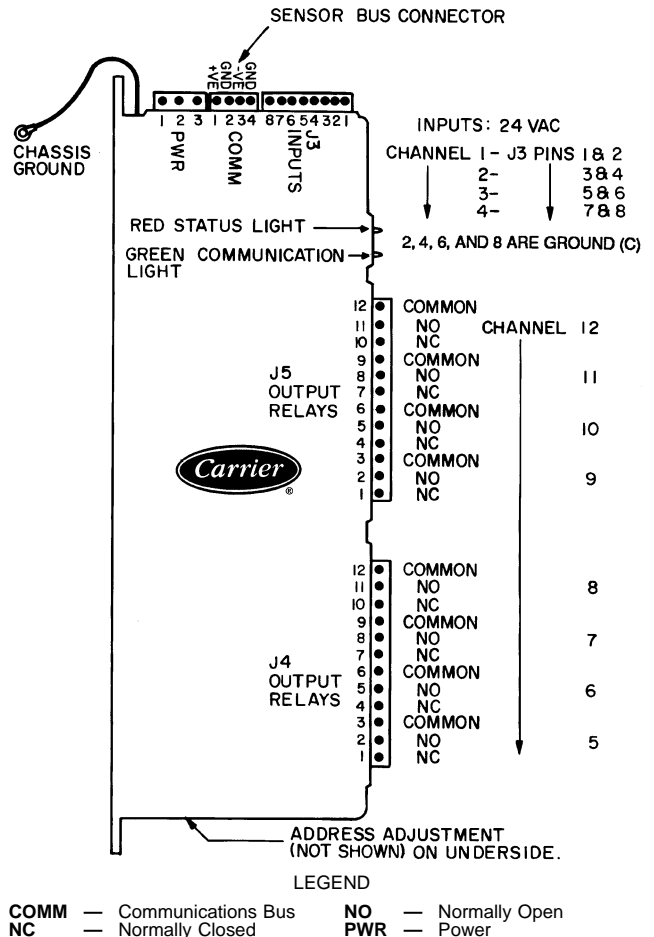 SENSOR BUS CONNECTOR
+VE
GND
-VE
GND
1 2 3 1 2 3 4 8 7 6 5 4 3 2 1
PWR
COMM
J3
INPUTS
CHASSIS
GROUND
INPUTS: 24 VAC
CHANNEL 1- J3 PINS 1 & 2
2- 3 & 4
3- 5 & 6
4- 7 & 8
RED STATUS LIGHT
2, 4, 6, AND 8 ARE GROUND (C)
GREEN COMMUNICATION
LIGHT
12 COMMON
11 NO CHANNEL 12
10 NC
9 COMMON
J5
OUTPUT
RELAYS
8 NO 11
7 NC
6 COMMON
5 NO 10
4 NC
3 COMMON
2 NO 9
1 NC
Carrier
®
12 COMMON
11 NO 8
10 NC
9 COMMON
8 NO 7
7 NC
J4
OUTPUT
RELAYS
6 COMMON
5 NO 6
4 NC
3 COMMON
2 NO 5
1 NC
ADDRESS ADJUSTMENT
(NOT SHOWN) ON UNDERSIDE.
LEGEND
COMM — Communications Bus NO — Normally Open
NC — Normally Closed PWR — Power